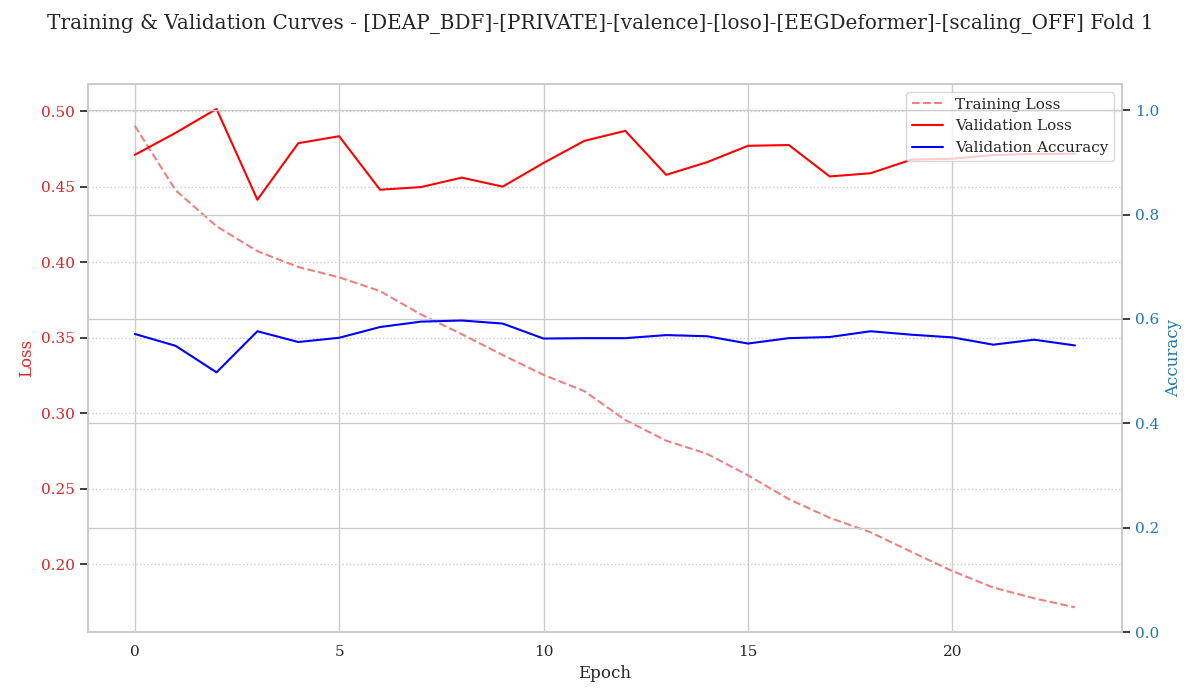 Training & Validation Curves - [DEAP_BDF]-[PRIVATE]-[valence]-[loso]-[EEGDeformer]-[scaling_OFF] Fold 1
Training Loss
Validation Loss
Validation Accuracy
0.50
0.45
0.40
0.35
0.30
0.25
0.20
Loss
1.0
0.8
0.6
0.4
0.2
0.0
Accuracy
0
5
10
15
20
Epoch